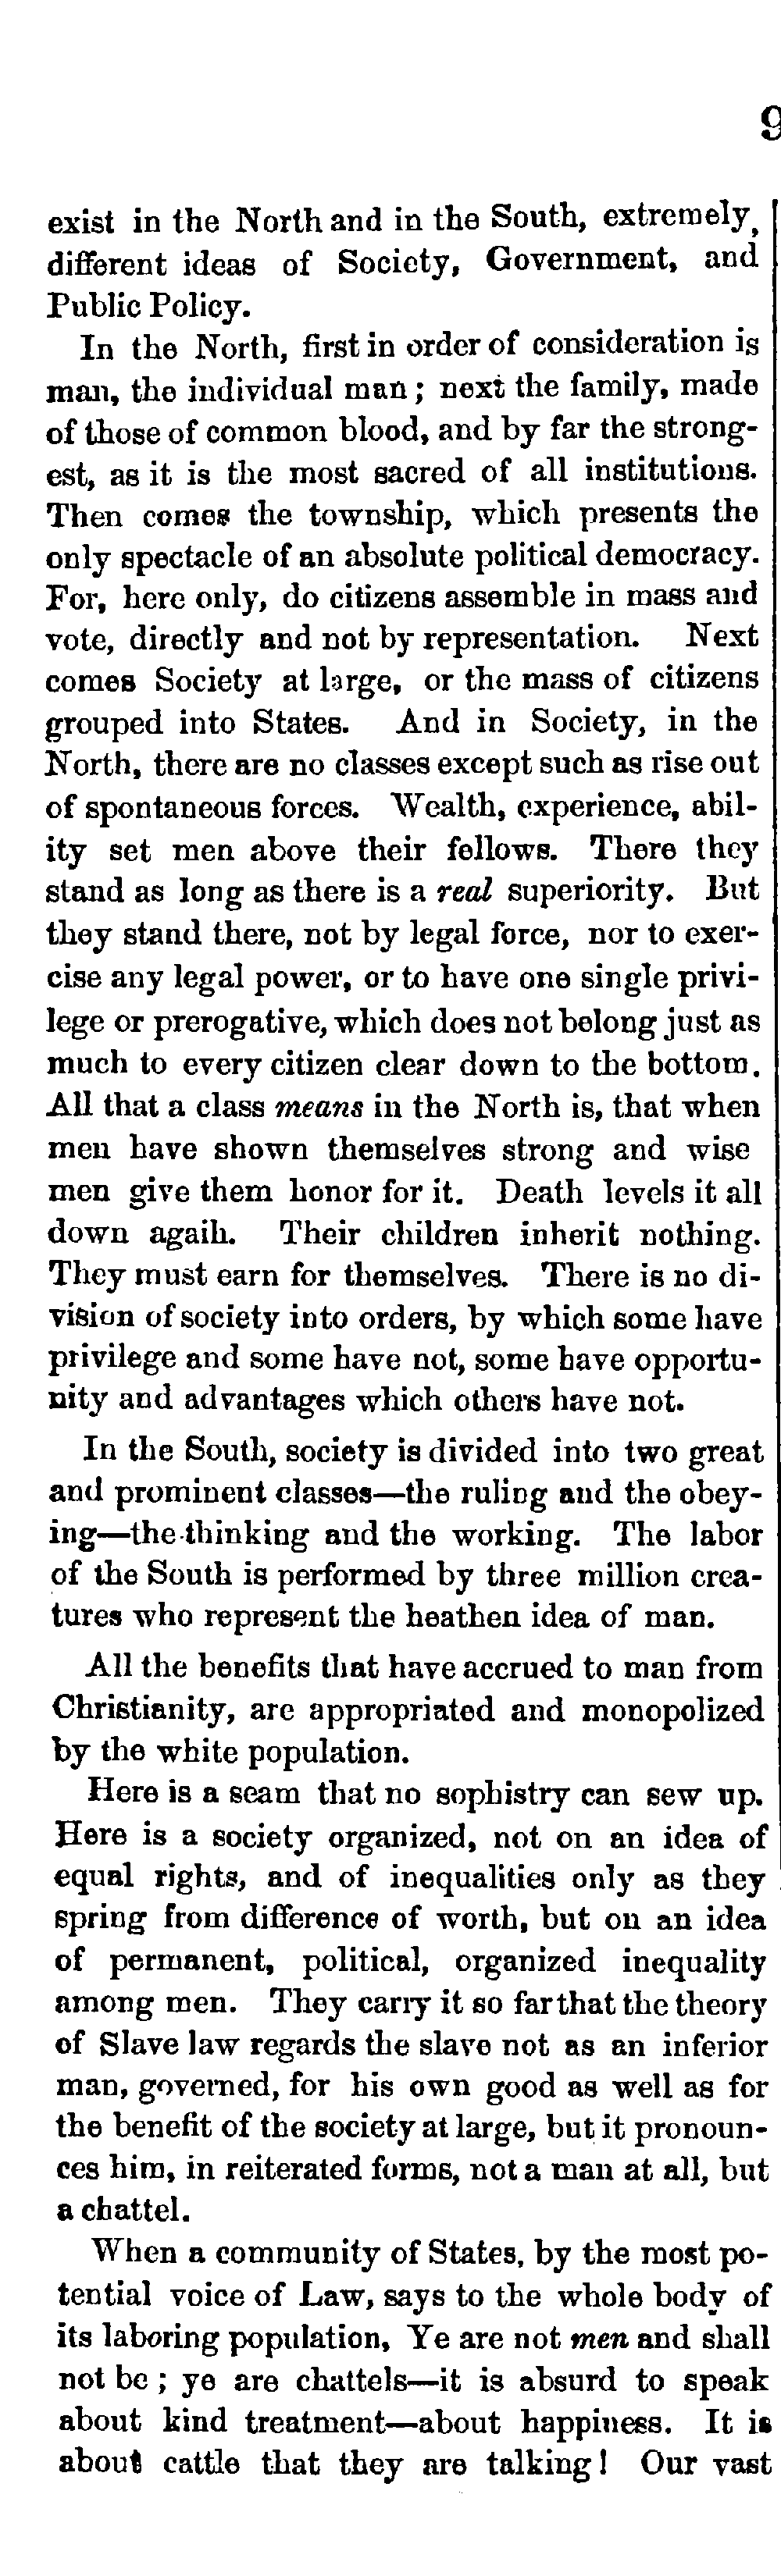 9
exist in the North and in the South, extremely,
different ideas of Society, Government, and
Public Policy.
In the North, first in order of consideration is
man, the individual man; next the family, made
of those of common blood, and by far the strong-
est, as it is the most sacred of all institutions.
Then comes the township, which presents the
only spectacle of an absolute political democracy.
For, here only, do citizens assemble in mass and
vote, directly and not by representation. Next
comes Society at large, or the mass of citizens
grouped into States. And in Society, in the
North, there are no classes except such as rise out
of spontaneous forces. Wealth, experience, abil-
ity set men above their fellows. There they
stand as long as there is a real superiority. But
they stand there, not by legal force, nor to exer-
cise any legal power, or to have one single privi-
lege or prerogative, which does not belong just as
much to every citizen clear down to the bottom.
All that a class means in the North is, that when
men have shown themselves strong and wise
men give them honor for it. Death levels it all
down again. Their children inherit nothing.
They must earn for themselves. There is no di-
vision of society into orders, by which some have
privilege and some have not, some have opportu-
nity and advantages which others have not.
In the South, society is divided into two great
and prominent classes—the ruling and the obey-
ing—the thinking and the working. The labor
of the South is performed by three million crea-
tures who represent the heathen idea of man.
All the benefits that have accrued to man from
Christianity, are appropriated and monopolized
by the white population.
Here is a seam that no sophistry can sew up.
Here is a society organized, not on an idea of
equal rights, and of inequalities only as they
spring from difference of worth, but on an idea
of permanent, political, organized inequality
among men. They carry it so far that the theory
of Slave law regards the slave not as an inferior
man, governed, for his own good as well as for
the benefit of the society at large, but it pronoun-
ces him, in reiterated forms, not a man at all, but
a chattel.
When a community of States, by the most po-
tential voice of Law, says to the whole body of
its laboring population, Ye are not men and shall
not be; ye are chattels—it is absurd to speak
about kind treatment—about happiness. It is
about cattle that they are talking! Our vast